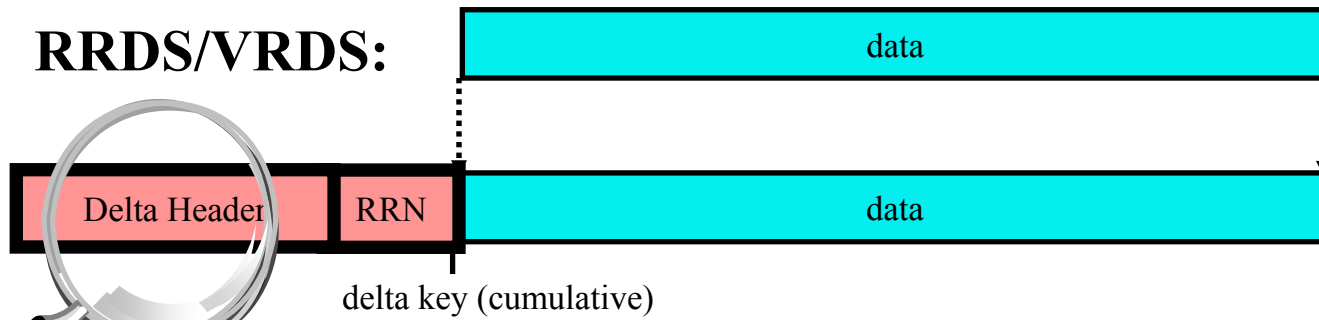 RRDS/VRDS:
data
Delta Header
RRN
data
delta key (cumulative)